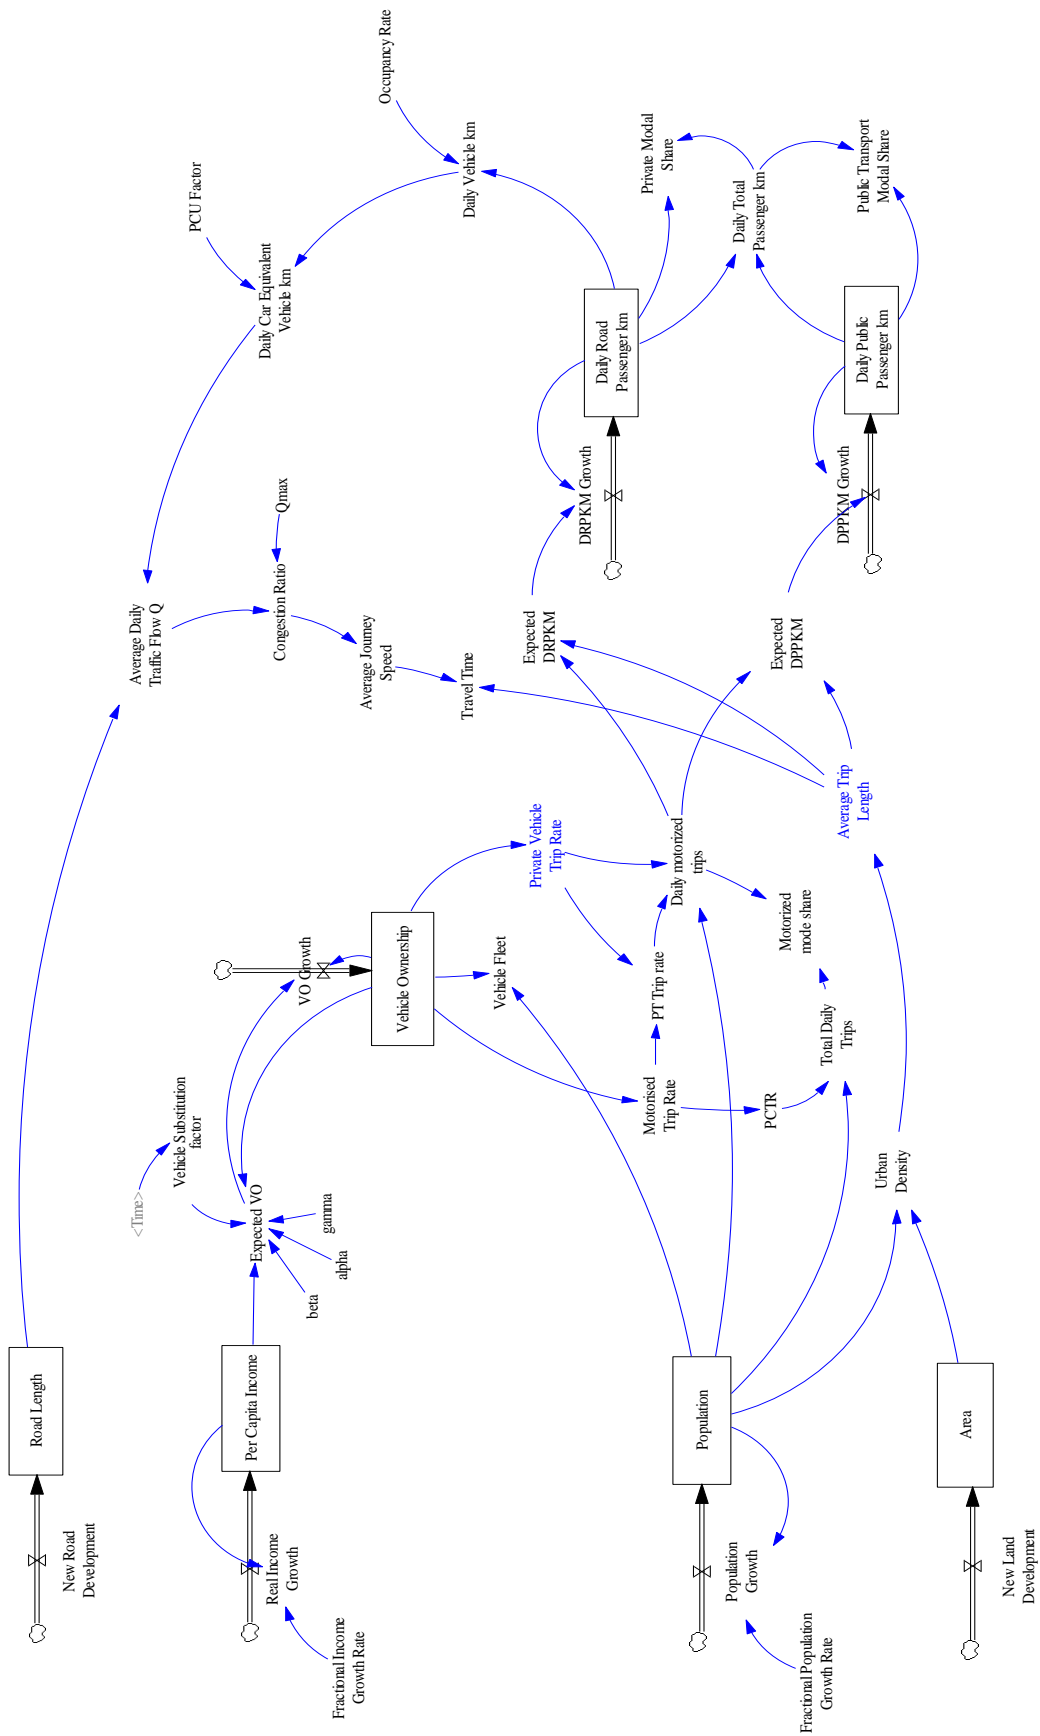 Road Length
New Road
Development
Per Capita Income
Real Income
Growth
Fractional Income
Growth Rate
<Time>
Vehicle Substitution
factor
Expected VO
beta
alpha
gamma
VO Growth
Vehicle Ownership
Vehicle Fleet
Private Vehicle
Trip Rate
Motorised
Trip Rate
PT Trip rate
Daily motorized
trips
PCTR
Total Daily
Trips
Motorized
mode share
Population
Population
Growth
Fractional Population
Growth Rate
Urban
Density
Area
New Land
Development
Average Trip
Length
Average Daily
Traffic Flow Q
Congestion Ratio
Qmax
Average Journey
Speed
Travel Time
Expected
DRPKM
Expected
DPPKM
DRPKM Growth
DPPKM Growth
Daily Road
Passenger km
Daily Public
Passenger km
Daily Car Equivalent
Vehicle km
PCU Factor
Daily Vehicle km
Occupancy Rate
Private Modal
Share
Daily Total
Passenger km
Public Transport
Modal Share